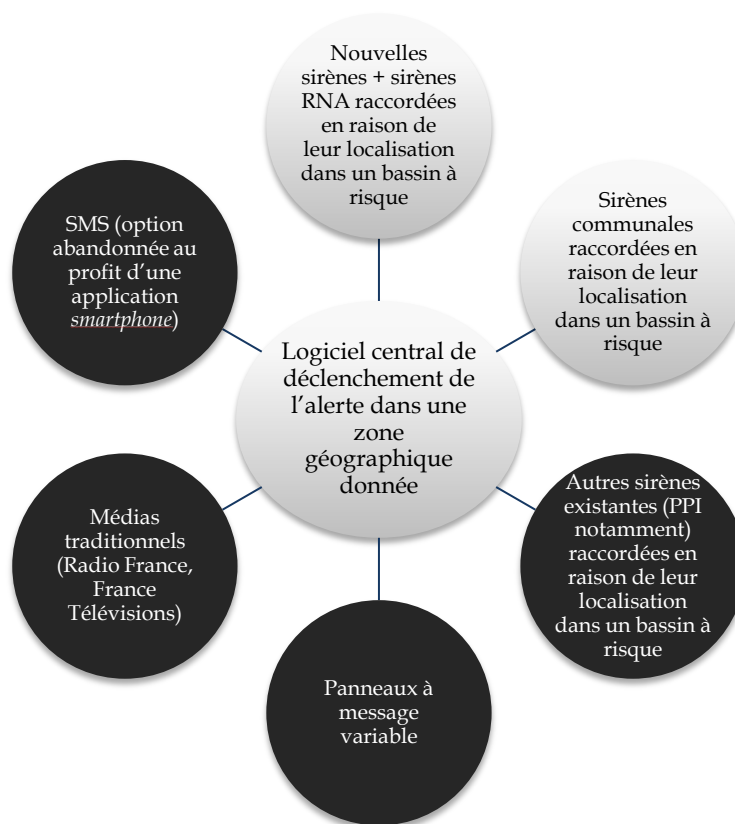 Nouvelles
sirènes + sirènes
RNA raccordées
en raison de
leur localisation
dans un bassin à
risque
Sirènes
communales
raccordées en
raison de leur
localisation
dans un bassin à
risque
Autres sirènes
existantes (PPI
notamment)
raccordées en
raison de leur
localisation
dans un bassin à
risque
Panneaux à
message
variable
Médias
traditionnels
(Radio France,
France
Télévisions)
SMS (option
abandonnée au
profit d’une
application
smartphone)
Logiciel central de
déclenchement de
l’alerte dans une
zone
géographique
donnée